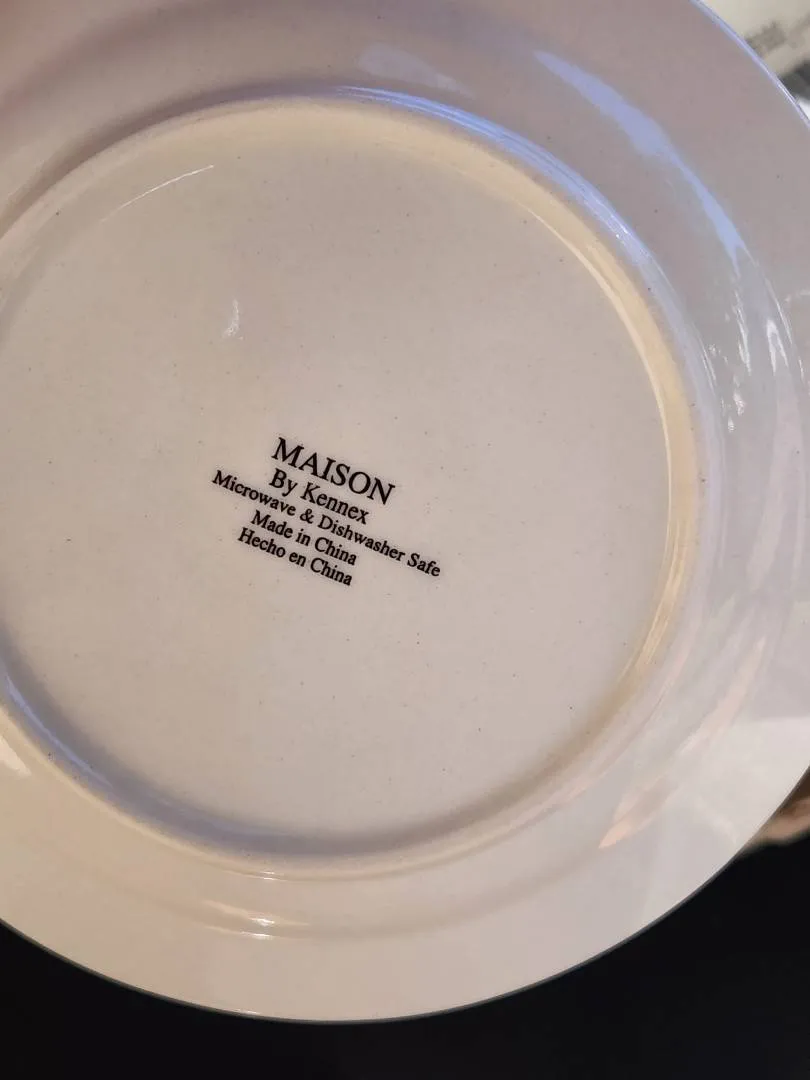 MAISON
By Kennex
Microwave & Dishwasher Safe
Made in China
Hecho en China